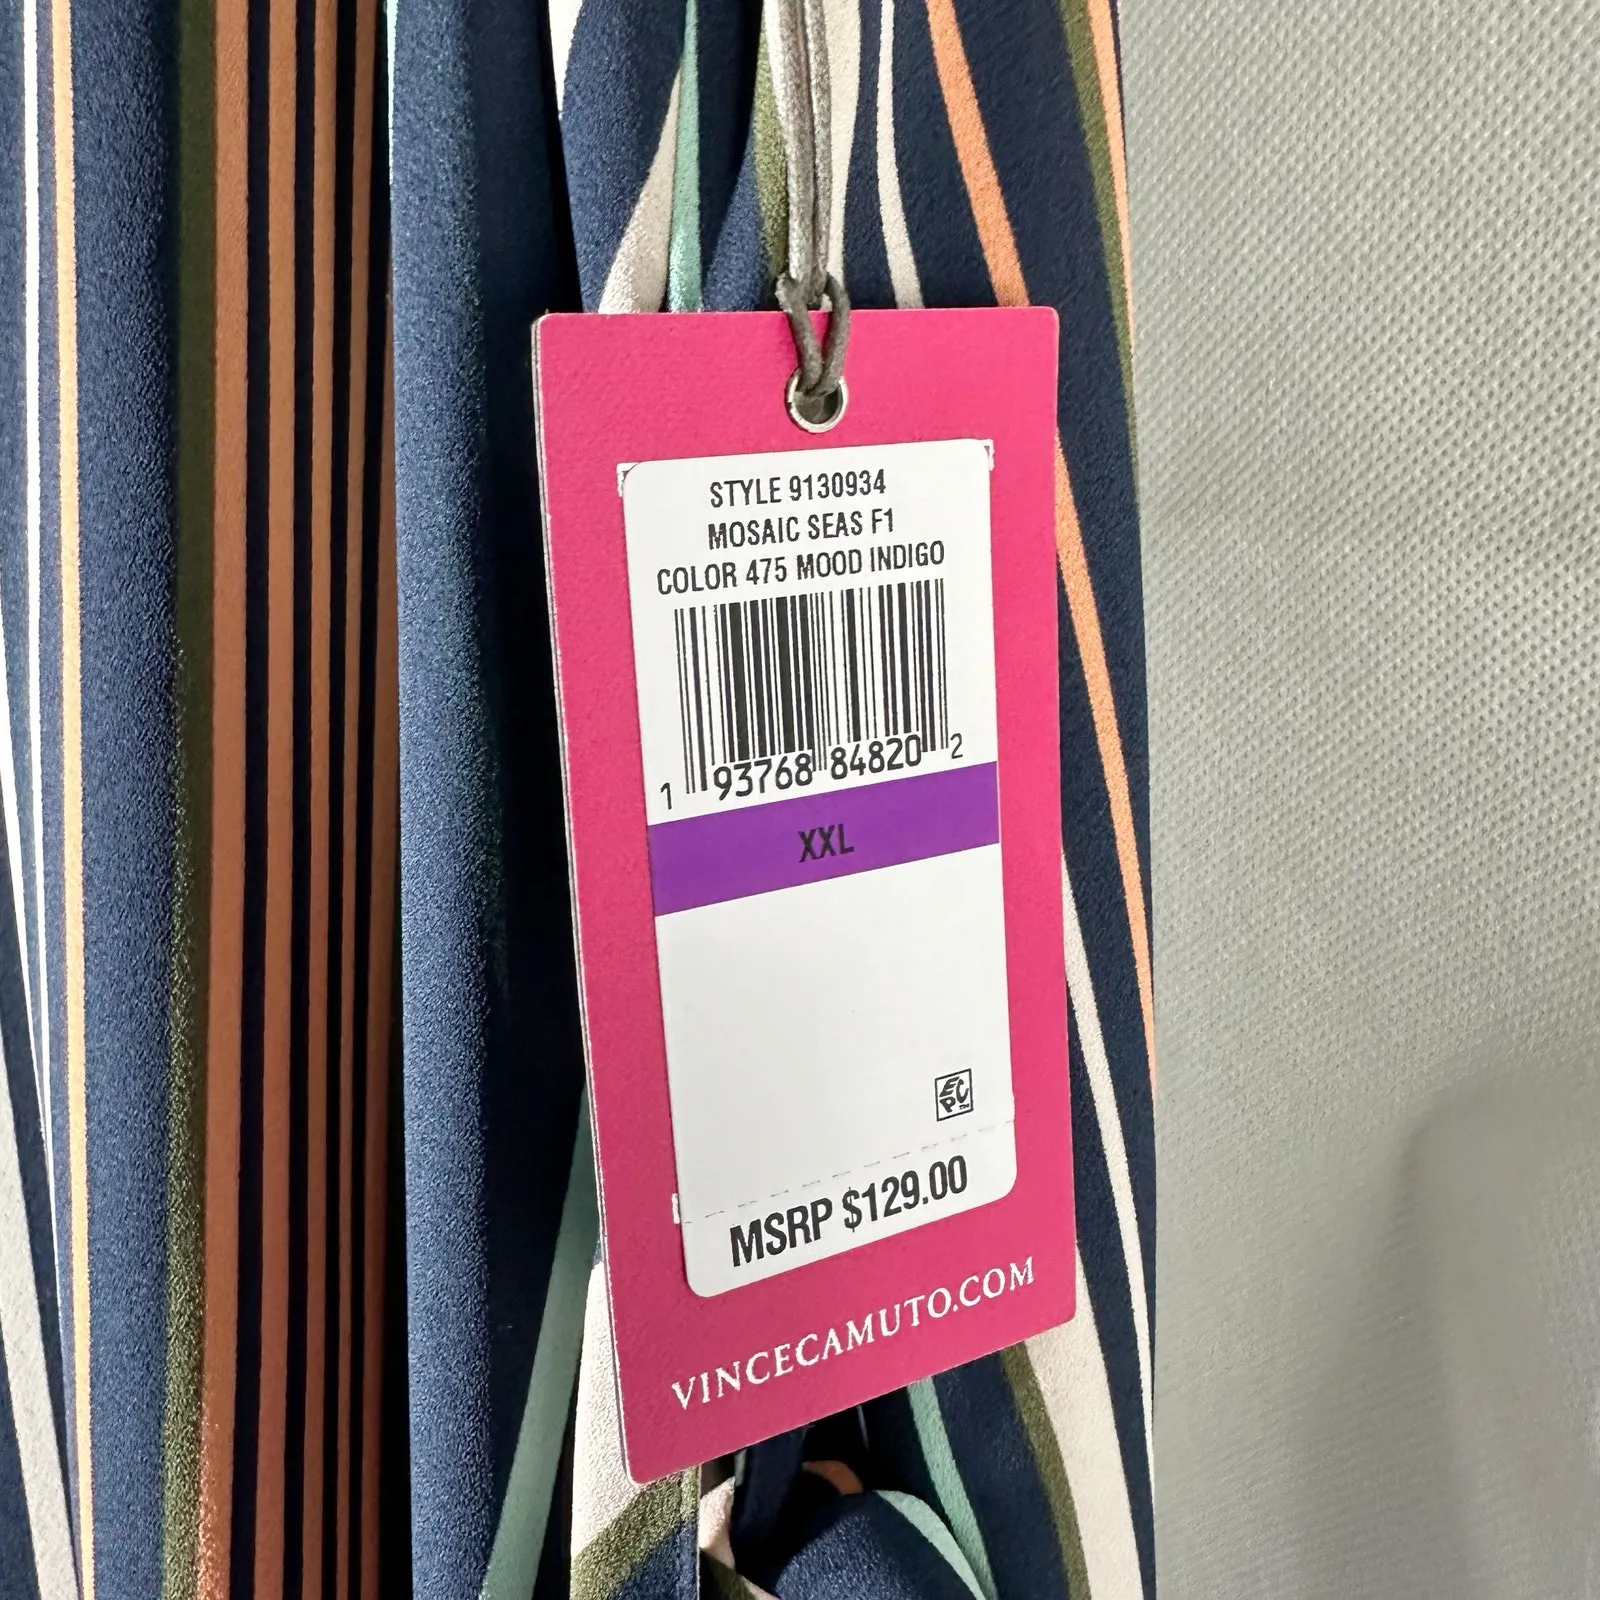 STYLE 9130934
MOSAIC SEAS F1
COLOR 475 MOOD INDIGO
1 93768 84820 2
XXL
EPC™
MSRP $129.00
VINCECAMUTO.COM